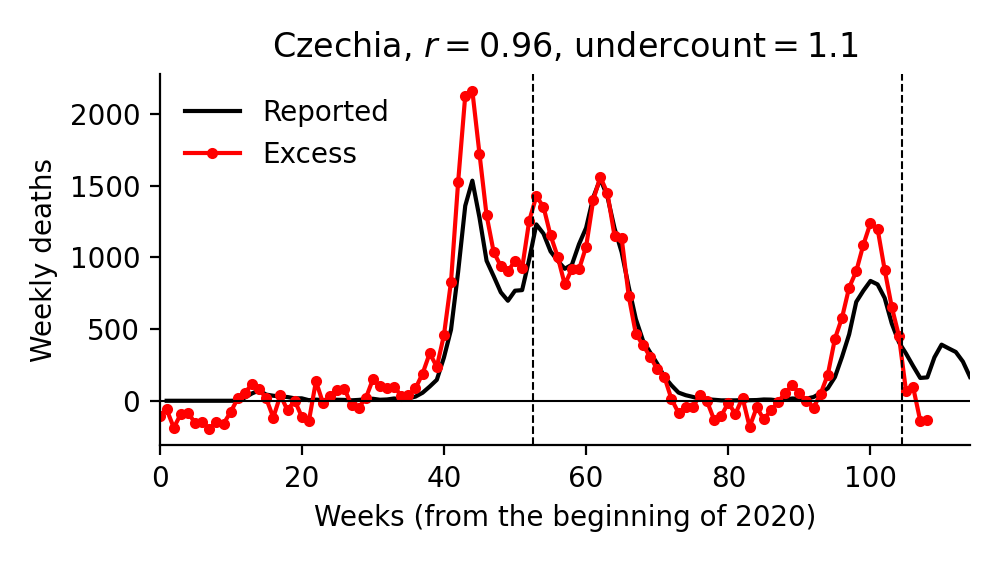 Czechia, r = 0.96, undercount = 1.1
Reported
Excess
Weekly deaths
2000
1500
1000
500
0
0 20 40 60 80 100
Weeks (from the beginning of 2020)